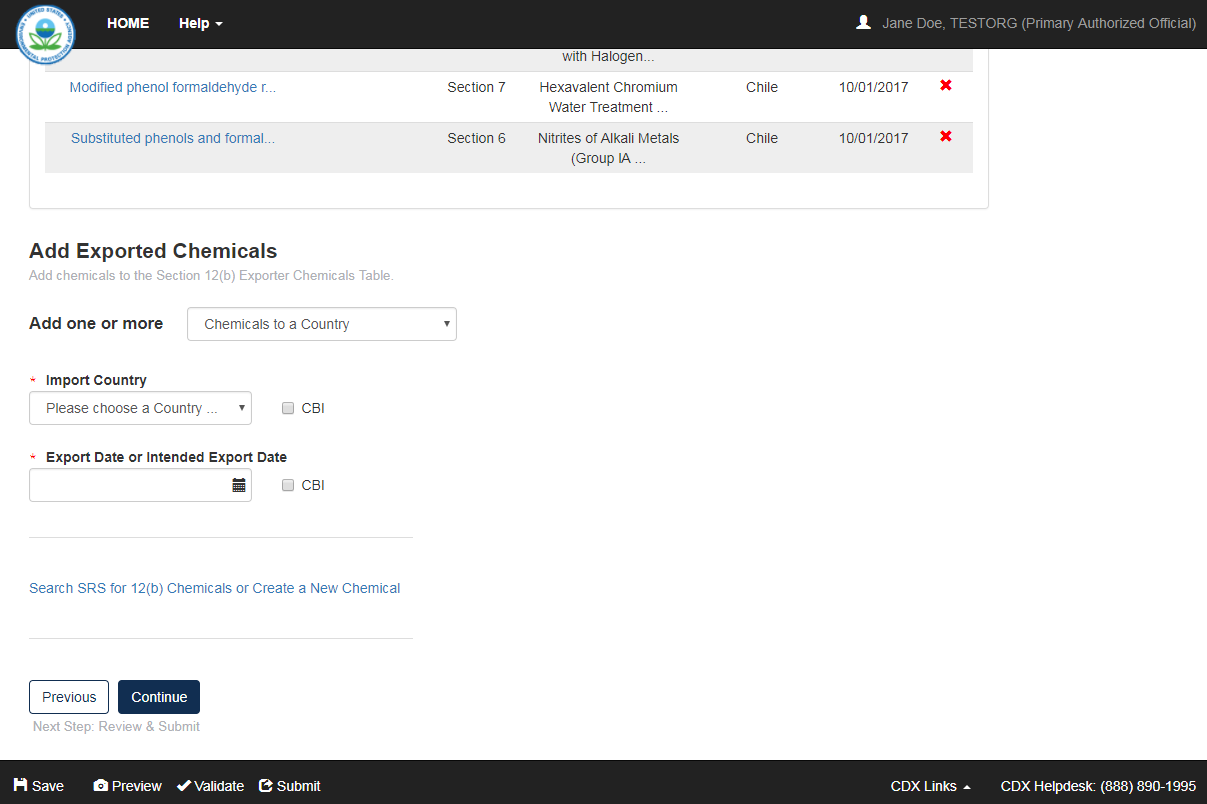 HOME Help Jane Doe, TESTORG (Primary Authorized Official)
with Halogen...
Modified phenol formaldehyde r... Section 7 Hexavalent Chromium Chile 10/01/2017
Water Treatment ...
Substituted phenols and formal... Section 6 Nitrites of Alkali Metals Chile 10/01/2017
(Group IA ...
Add Exported Chemicals
Add chemicals to the Section 12(b) Exporter Chemicals Table.
Add one or more Chemicals to a Country
* Import Country
Please choose a Country ... CBI
* Export Date or Intended Export Date
CBI
Search SRS for 12(b) Chemicals or Create a New Chemical
Previous Continue
Next Step: Review & Submit
Save Preview Validate Submit CDX Links CDX Helpdesk: (888) 890-1995